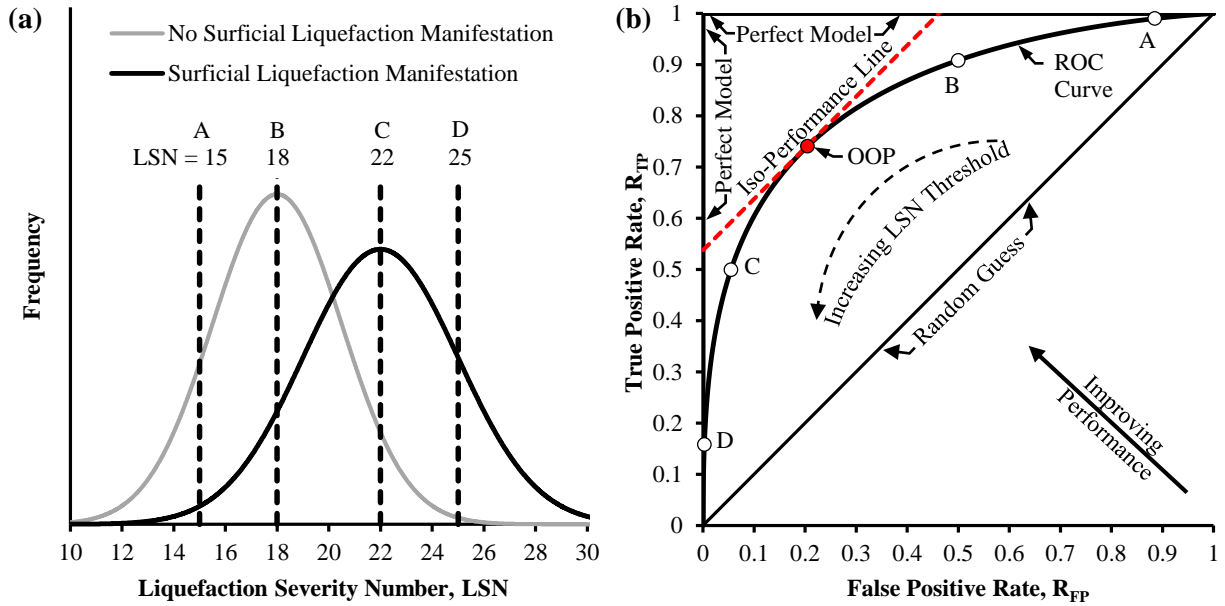 (a)
No Surficial Liquefaction Manifestation
Surficial Liquefaction Manifestation
A B C D
LSN = 15 18 22 25
Frequency
10 12 14 16 18 20 22 24 26 28 30
Liquefaction Severity Number, LSN
(b)
1
0.9
0.8
0.7
0.6
0.5
0.4
0.3
0.2
0.1
0
True Positive Rate, R_TP
Perfect Model
Perfect Model
Iso-Performance Line
A
B
ROC
Curve
OOP
C
Increasing LSN Threshold
Random Guess
D
Improving
Performance
0 0.1 0.2 0.3 0.4 0.5 0.6 0.7 0.8 0.9 1
False Positive Rate, R_FP